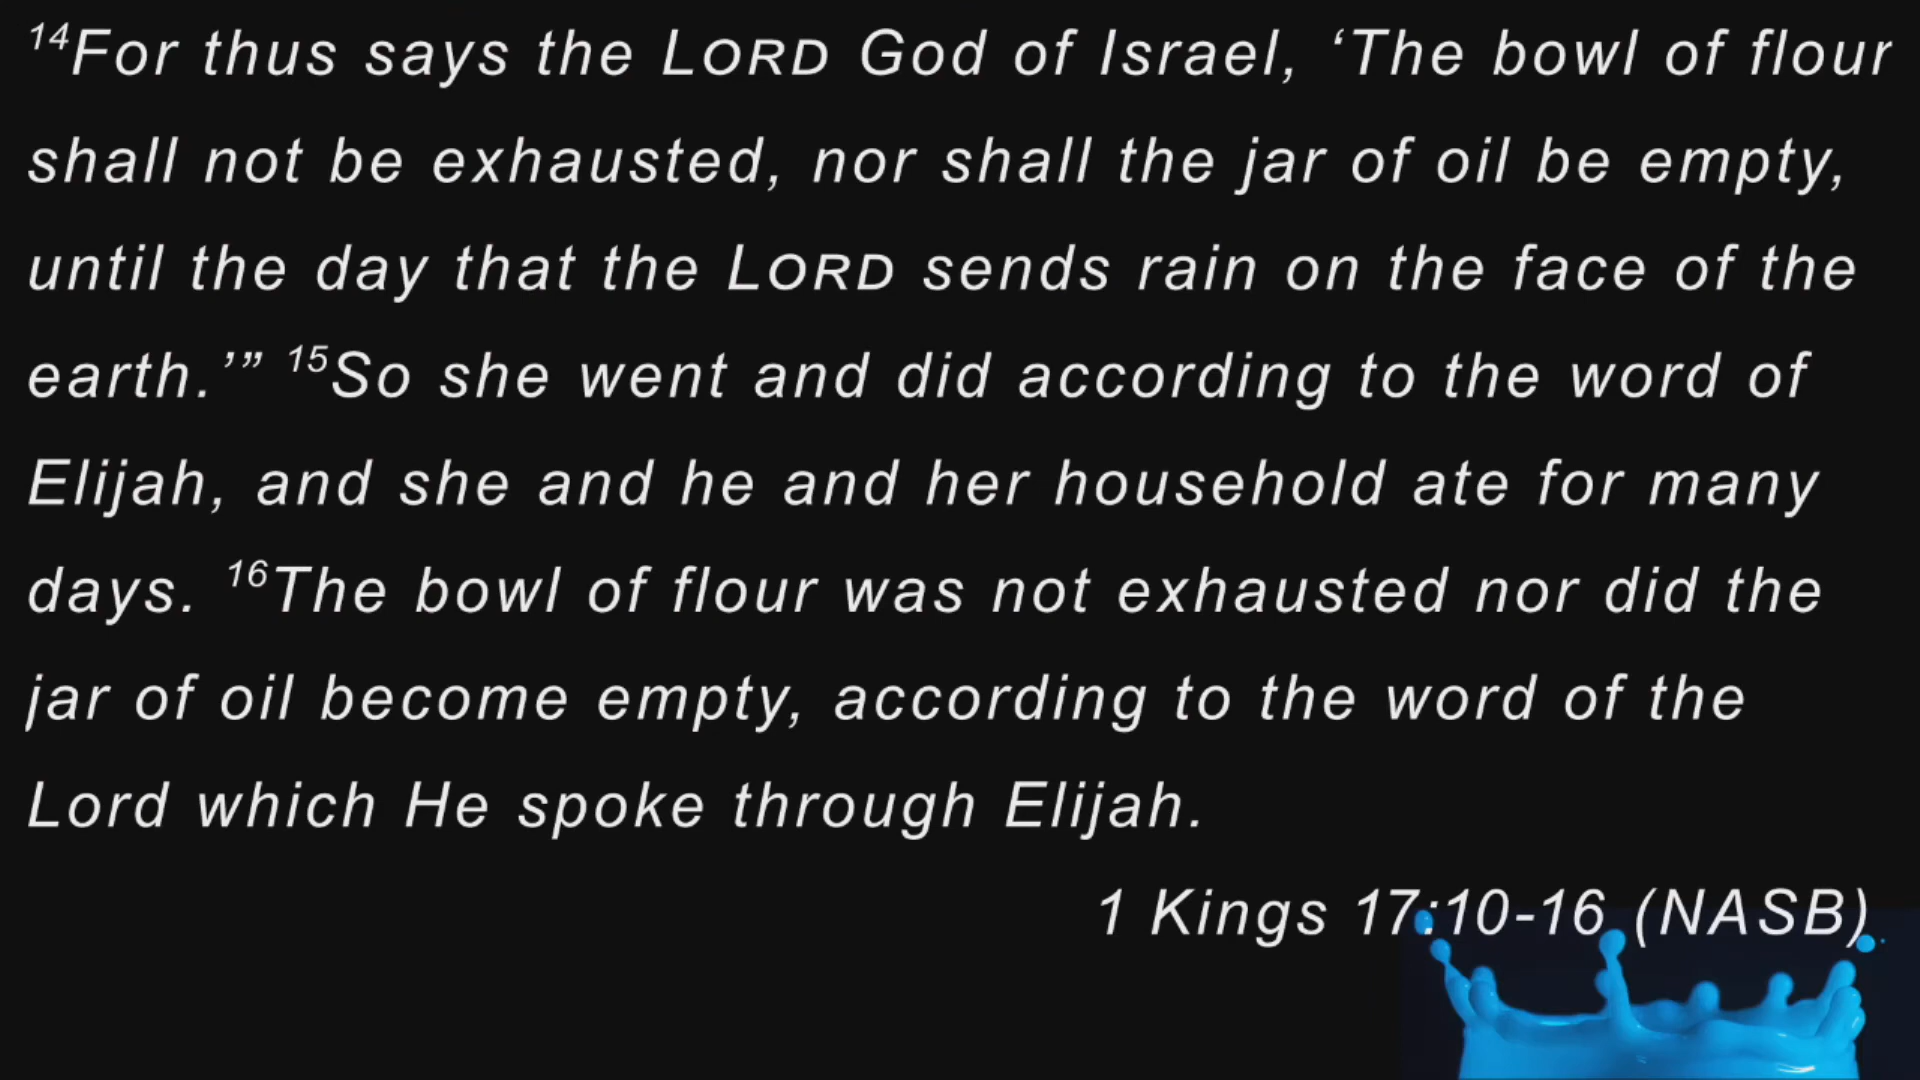 ¹⁴For thus says the LORD God of Israel, ‘The bowl of flour
shall not be exhausted, nor shall the jar of oil be empty,
until the day that the LORD sends rain on the face of the
earth.’” ¹⁵So she went and did according to the word of
Elijah, and she and he and her household ate for many
days. ¹⁶The bowl of flour was not exhausted nor did the
jar of oil become empty, according to the word of the
Lord which He spoke through Elijah.
1 Kings 17:10-16 (NASB)